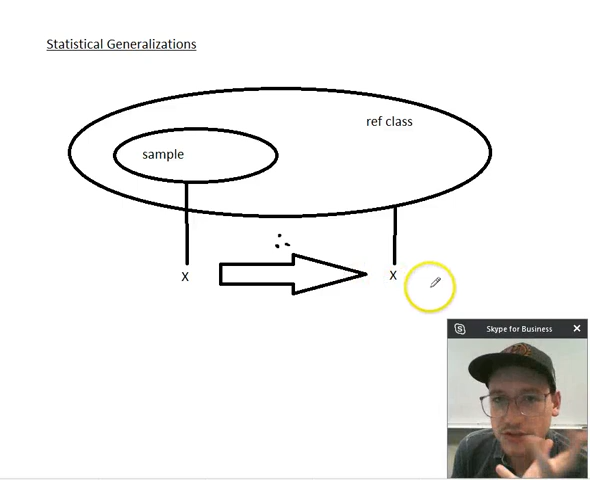 Statistical Generalizations
ref class
sample
∴
X
X
Skype for Business